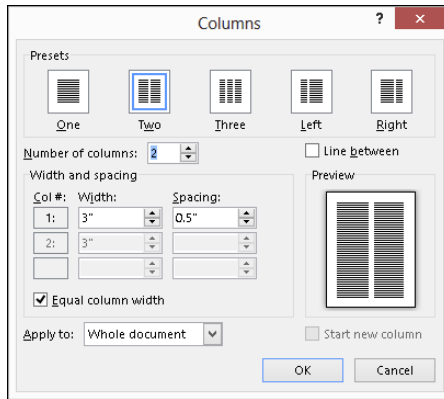 Columns ? ×
Presets
One Two Three Left Right
Number of columns: 2 Line between
Width and spacing Preview
Col #: Width: Spacing:
1: 3" 0.5"
2: 3"
Equal column width
Apply to: Whole document Start new column
OK Cancel